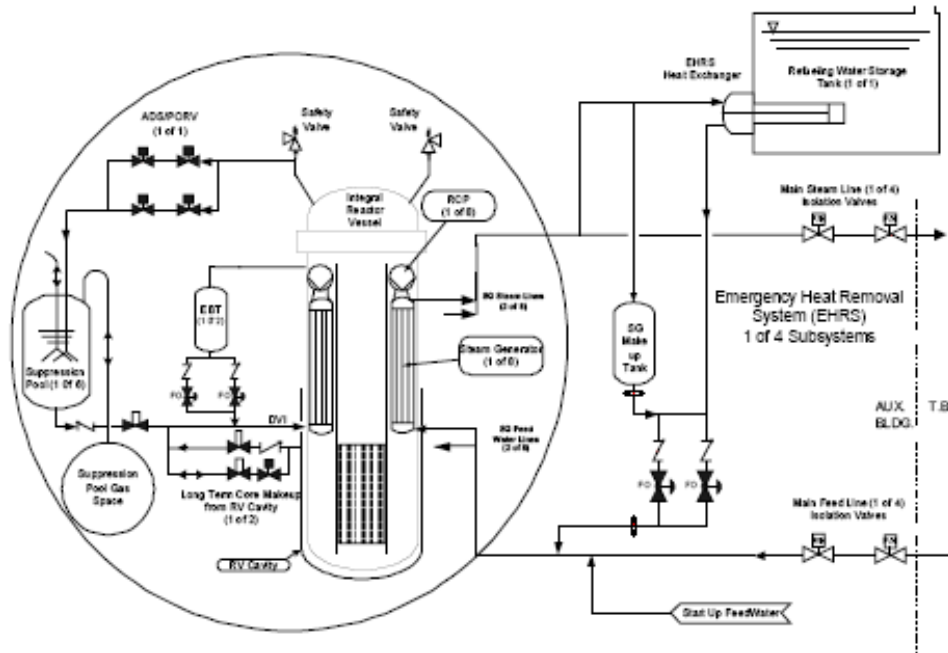 EHRS
Heat Exchanger
Refueling Water Storage
Tank (1 of 1)
Safety
Valve
Safety
Valve
ADS/PORV
(1 of 1)
Integral
Reactor
Vessel
RCP
(1 of 8)
Main Steam Line (1 of 4)
Isolation Valves
EBT
(1 of 2)
SG Steam Lines
(2 of 8)
Emergency Heat Removal
System (EHRS)
1 of 4 Subsystems
Steam Generator
(1 of 8)
SG
Make
up
Tank
Suppression
Pool (1 of 6)
FO
FO
DVI
SG Feed
Water Lines
(2 of 8)
AUX.
BLDG.
T.B
Suppression
Pool Gas
Space
Long Term Core Makeup
from RV Cavity
(1 of 2)
FO
FO
Main Feed Line (1 of 4)
Isolation Valves
RV Cavity
Start Up FeedWater